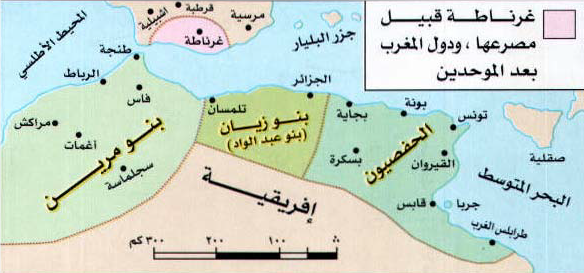 غرناطة قبيل
مصرعها ، ودول المغرب
بعد الموحدين
المحيط الأطلسي
اشبيلية
قرطبة
مرسية
غرناطة
جزر البليار
طنجة
الرباط
فاس
مراكش
أغمات
سجلماسة
بنو مرين
تلمسان
الجزائر
بنو زيان
(بنو عبد الواد)
بجاية
بونة
تونس
الحفصيون
بسكرة
القيروان
صقلية
البحر المتوسط
جربا
قابس
طرابلس الغرب
إفريقية
٣٠٠ كم
٢٠٠
١٠٠